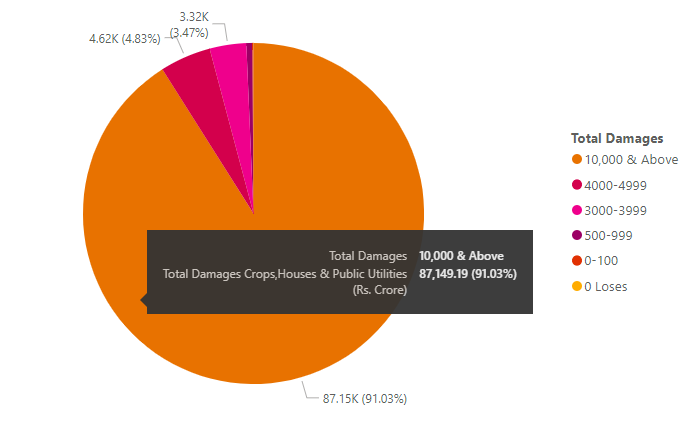 3.32K
(3.47%)
4.62K (4.83%)
Total Damages
10,000 & Above
4000-4999
3000-3999
500-999
0-100
0 Loses
Total Damages 10,000 & Above
Total Damages Crops,Houses & Public Utilities 87,149.19 (91.03%)
(Rs. Crore)
87.15K (91.03%)